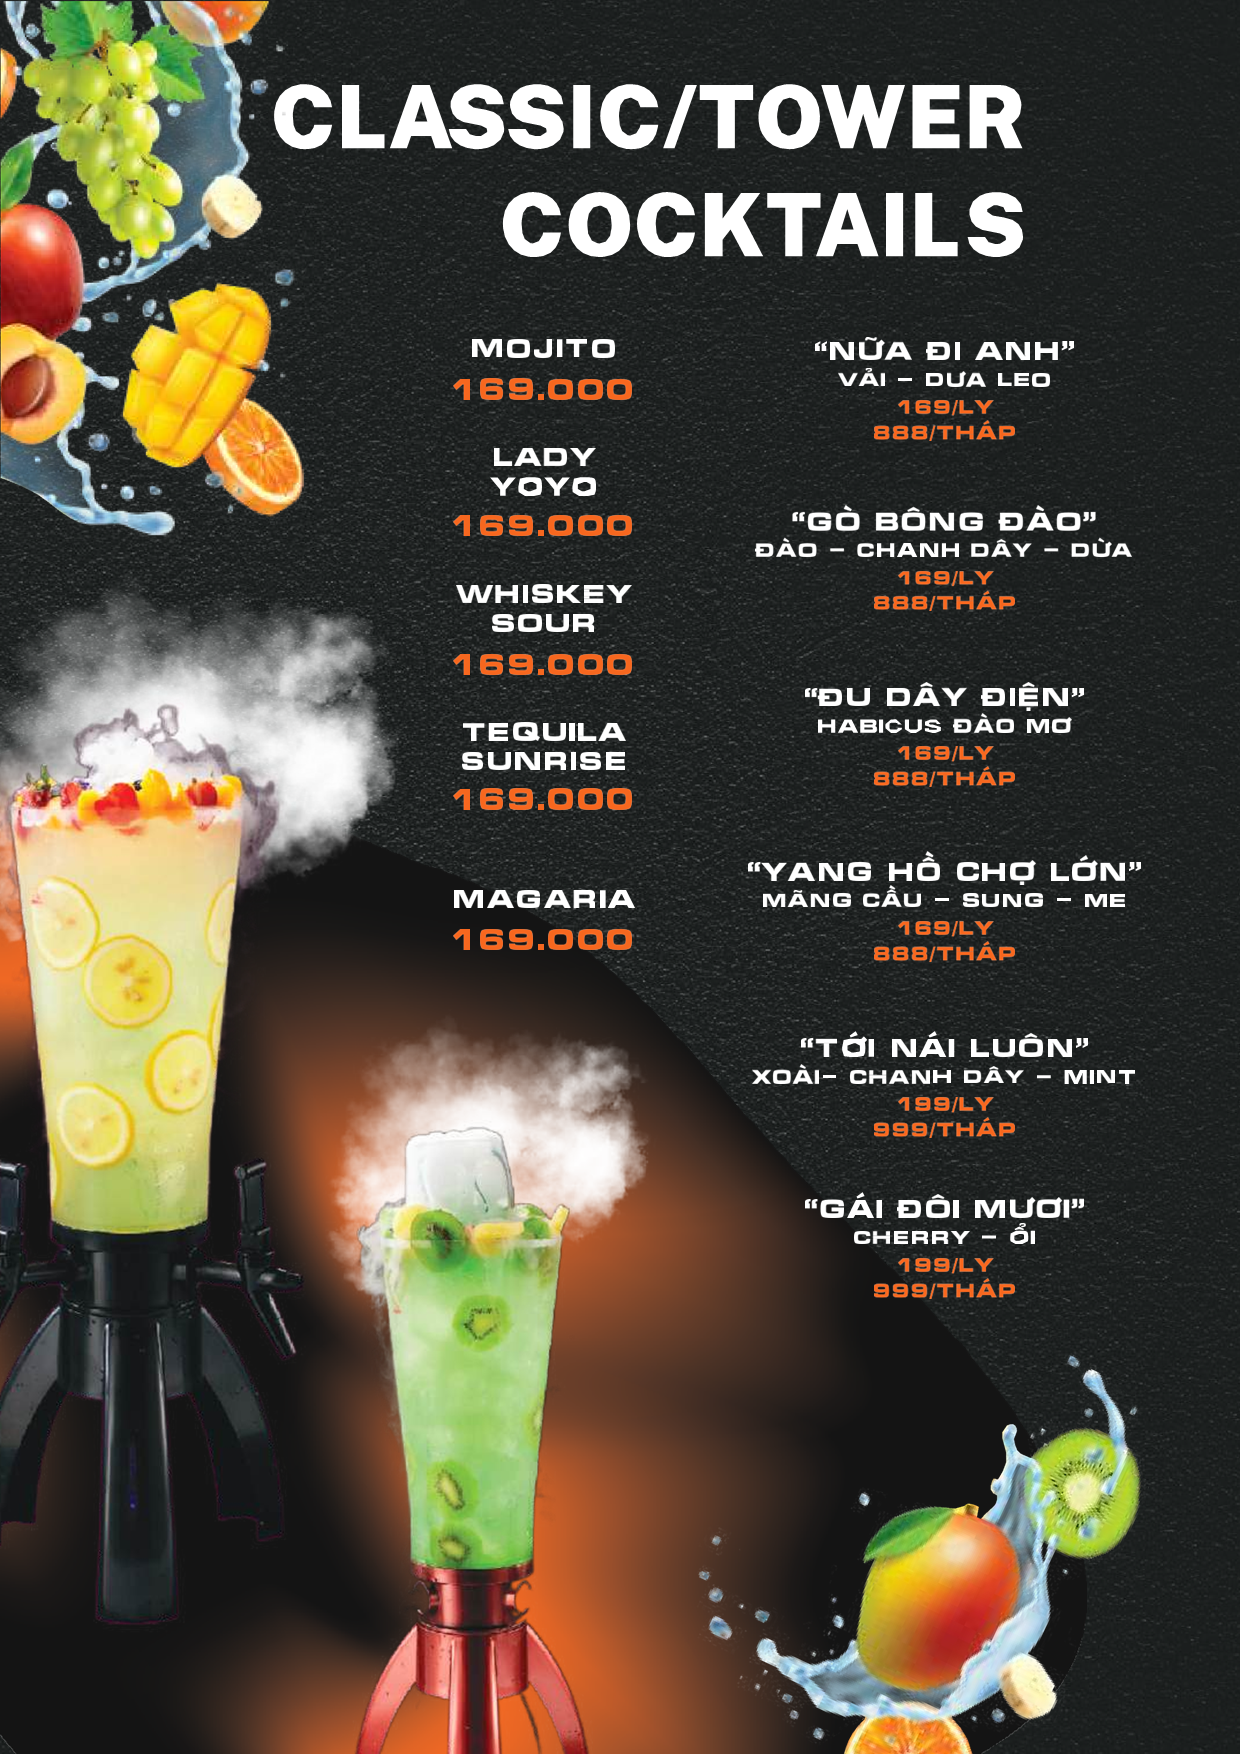 CLASSIC/TOWER
COCKTAILS
MOJITO
169.000
LADY
YOYO
169.000
WHISKEY
SOUR
169.000
TEQUILA
SUNRISE
169.000
MAGARIA
169.000
“NỮA ĐI ANH”
VẢI – DƯA LEO
169/LY
888/THÁP
“GÒ BÔNG ĐÀO”
ĐÀO – CHANH DÂY – DỪA
169/LY
888/THÁP
“ĐU DÂY ĐIỆN”
HABICUS ĐÀO MƠ
169/LY
888/THÁP
“YANG HỒ CHỢ LỚN”
MÃNG CẦU – SUNG – ME
169/LY
888/THÁP
“TỚI NÁI LUÔN”
XOÀI– CHANH DÂY – MINT
199/LY
999/THÁP
“GÁI ĐÔI MƯƠI”
CHERRY – ỔI
199/LY
999/THÁP